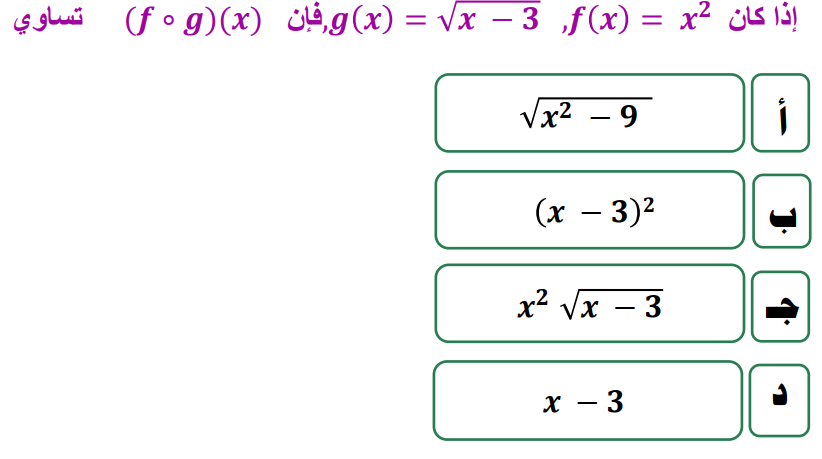 إذا كان f(x) = x² ,g(x) = √(x − 3) ,فإن (f ∘ g)(x) تساوي
أ √(x² − 9)
ب (x − 3)²
جـ x² √(x − 3)
د x − 3